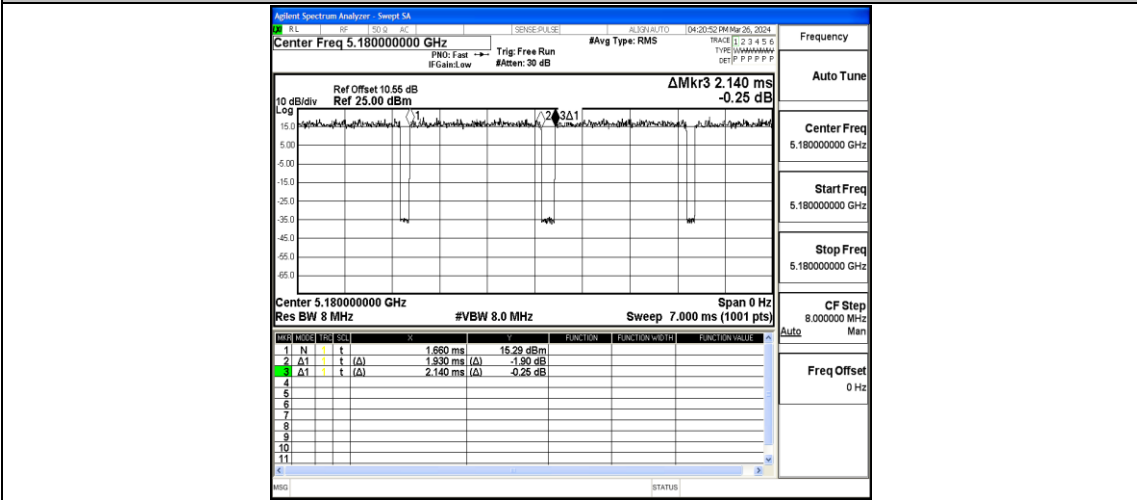 Agilent Spectrum Analyzer - Swept SA
RL RF 50 Ω AC SENSE:PULSE ALIGN AUTO 04:20:52 PM Mar 26, 2024
Center Freq 5.180000000 GHz #Avg Type: RMS TRACE 1 2 3 4 5 6
PNO: Fast Trig: Free Run TYPE WWWWWW
IFGain:Low #Atten: 30 dB DET P P P P P P
Frequency
Auto Tune
Ref Offset 10.55 dB ΔMkr3 2.140 ms
10 dB/div Ref 25.00 dBm -0.25 dB
Log
1 2 3Δ1
15.0
5.00
-5.00
-15.0
-25.0
-35.0
-45.0
-55.0
-65.0
Center 5.180000000 GHz Span 0 Hz
Res BW 8 MHz #VBW 8.0 MHz Sweep 7.000 ms (1001 pts)
Center Freq
5.180000000 GHz
Start Freq
5.180000000 GHz
Stop Freq
5.180000000 GHz
CF Step
8.000000 MHz
Auto Man
Freq Offset
0 Hz
MKR MODE TRC SCL X Y FUNCTION FUNCTION WIDTH FUNCTION VALUE
1 N 1 t 1.660 ms 15.29 dBm
2 Δ1 1 t (Δ) 1.930 ms (Δ) -1.90 dB
3 Δ1 1 t (Δ) 2.140 ms (Δ) -0.25 dB
4
5
6
7
8
9
10
11
MSG STATUS